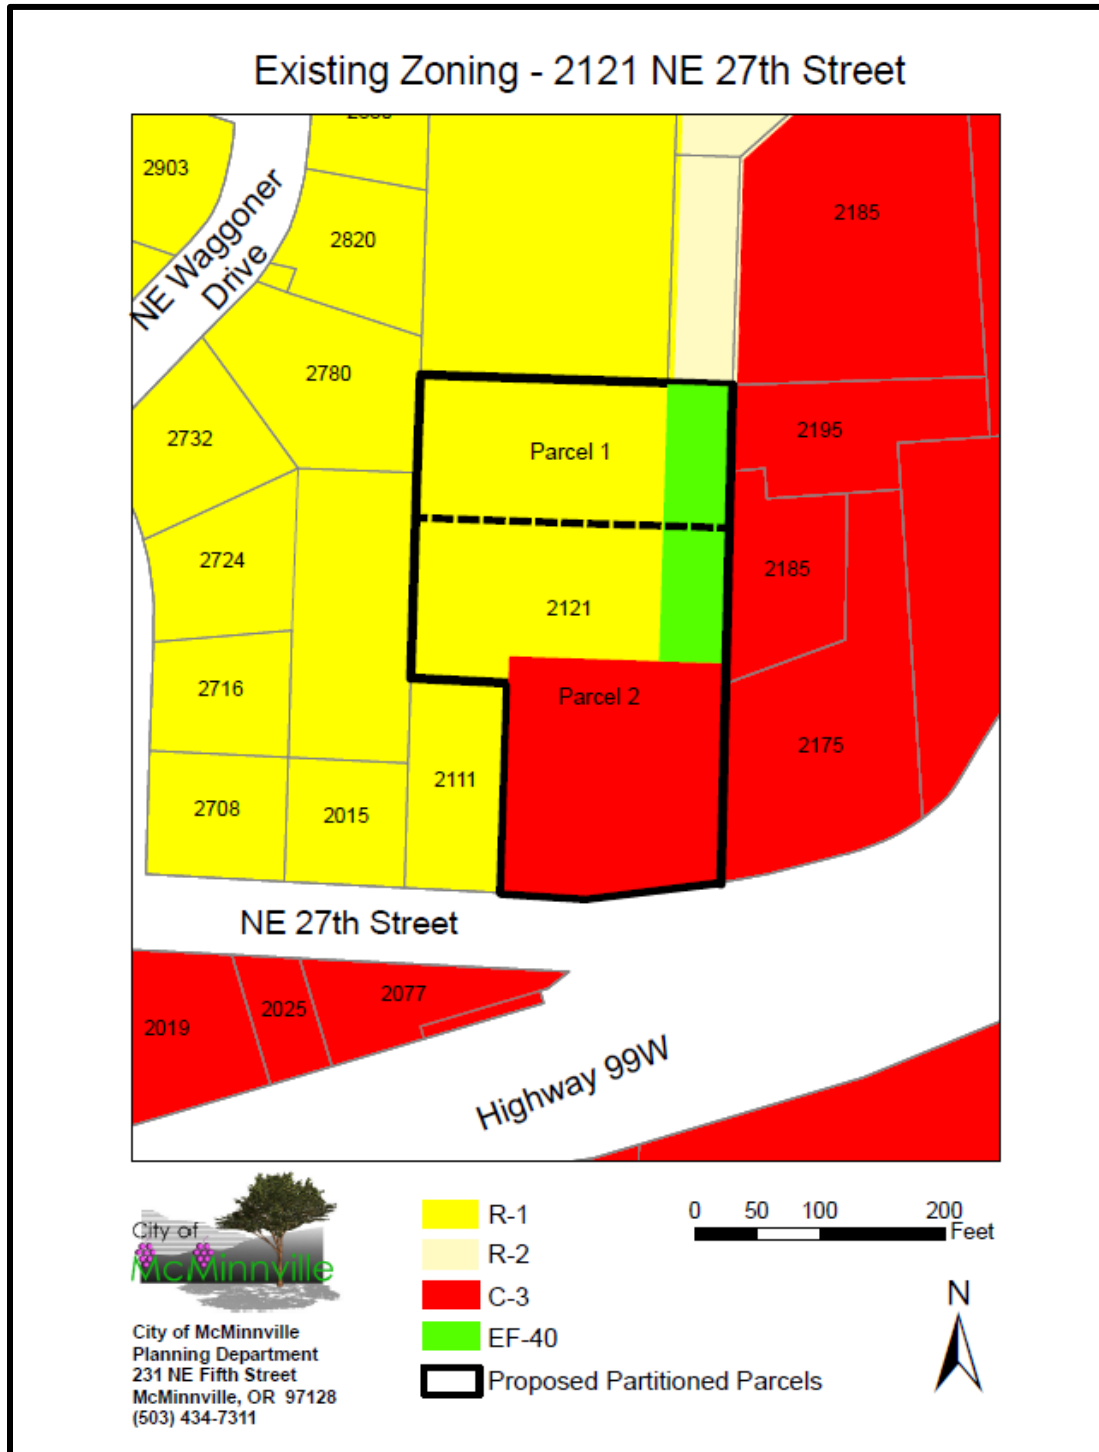 Existing Zoning - 2121 NE 27th Street
2903
NE Waggoner
Drive
2820
2185
2780
2732
Parcel 1
2195
2724
2121
2185
2716
Parcel 2
2111
2175
2708
2015
NE 27th Street
2019
2025
2077
Highway 99W
City of
McMinnville
City of McMinnville
Planning Department
231 NE Fifth Street
McMinnville, OR 97128
(503) 434-7311
R-1
R-2
C-3
EF-40
Proposed Partitioned Parcels
0 50 100 200
Feet
N